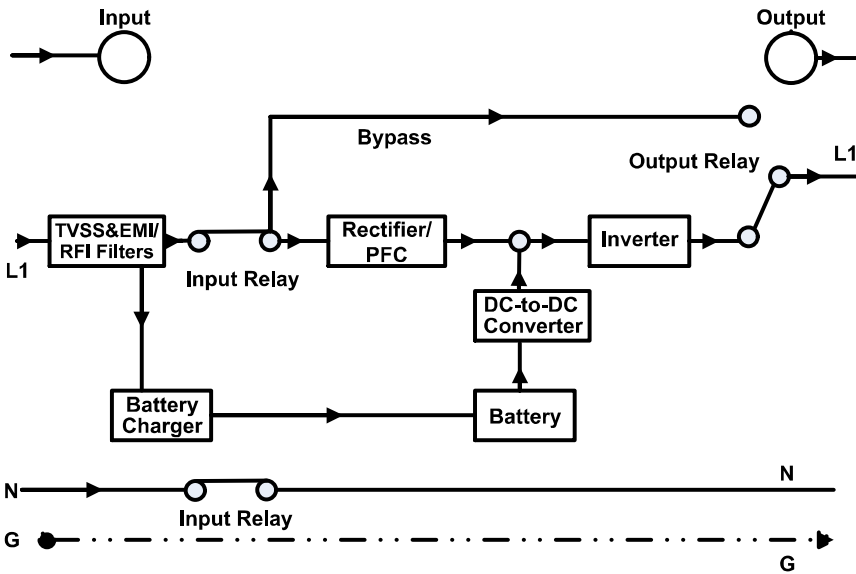 Input
Output
Bypass
L1
Output Relay
TVSS&EMI/
RFI Filters
Rectifier/
PFC
Inverter
L1
Input Relay
DC-to-DC
Converter
Battery
Charger
Battery
N
N
Input Relay
G
G